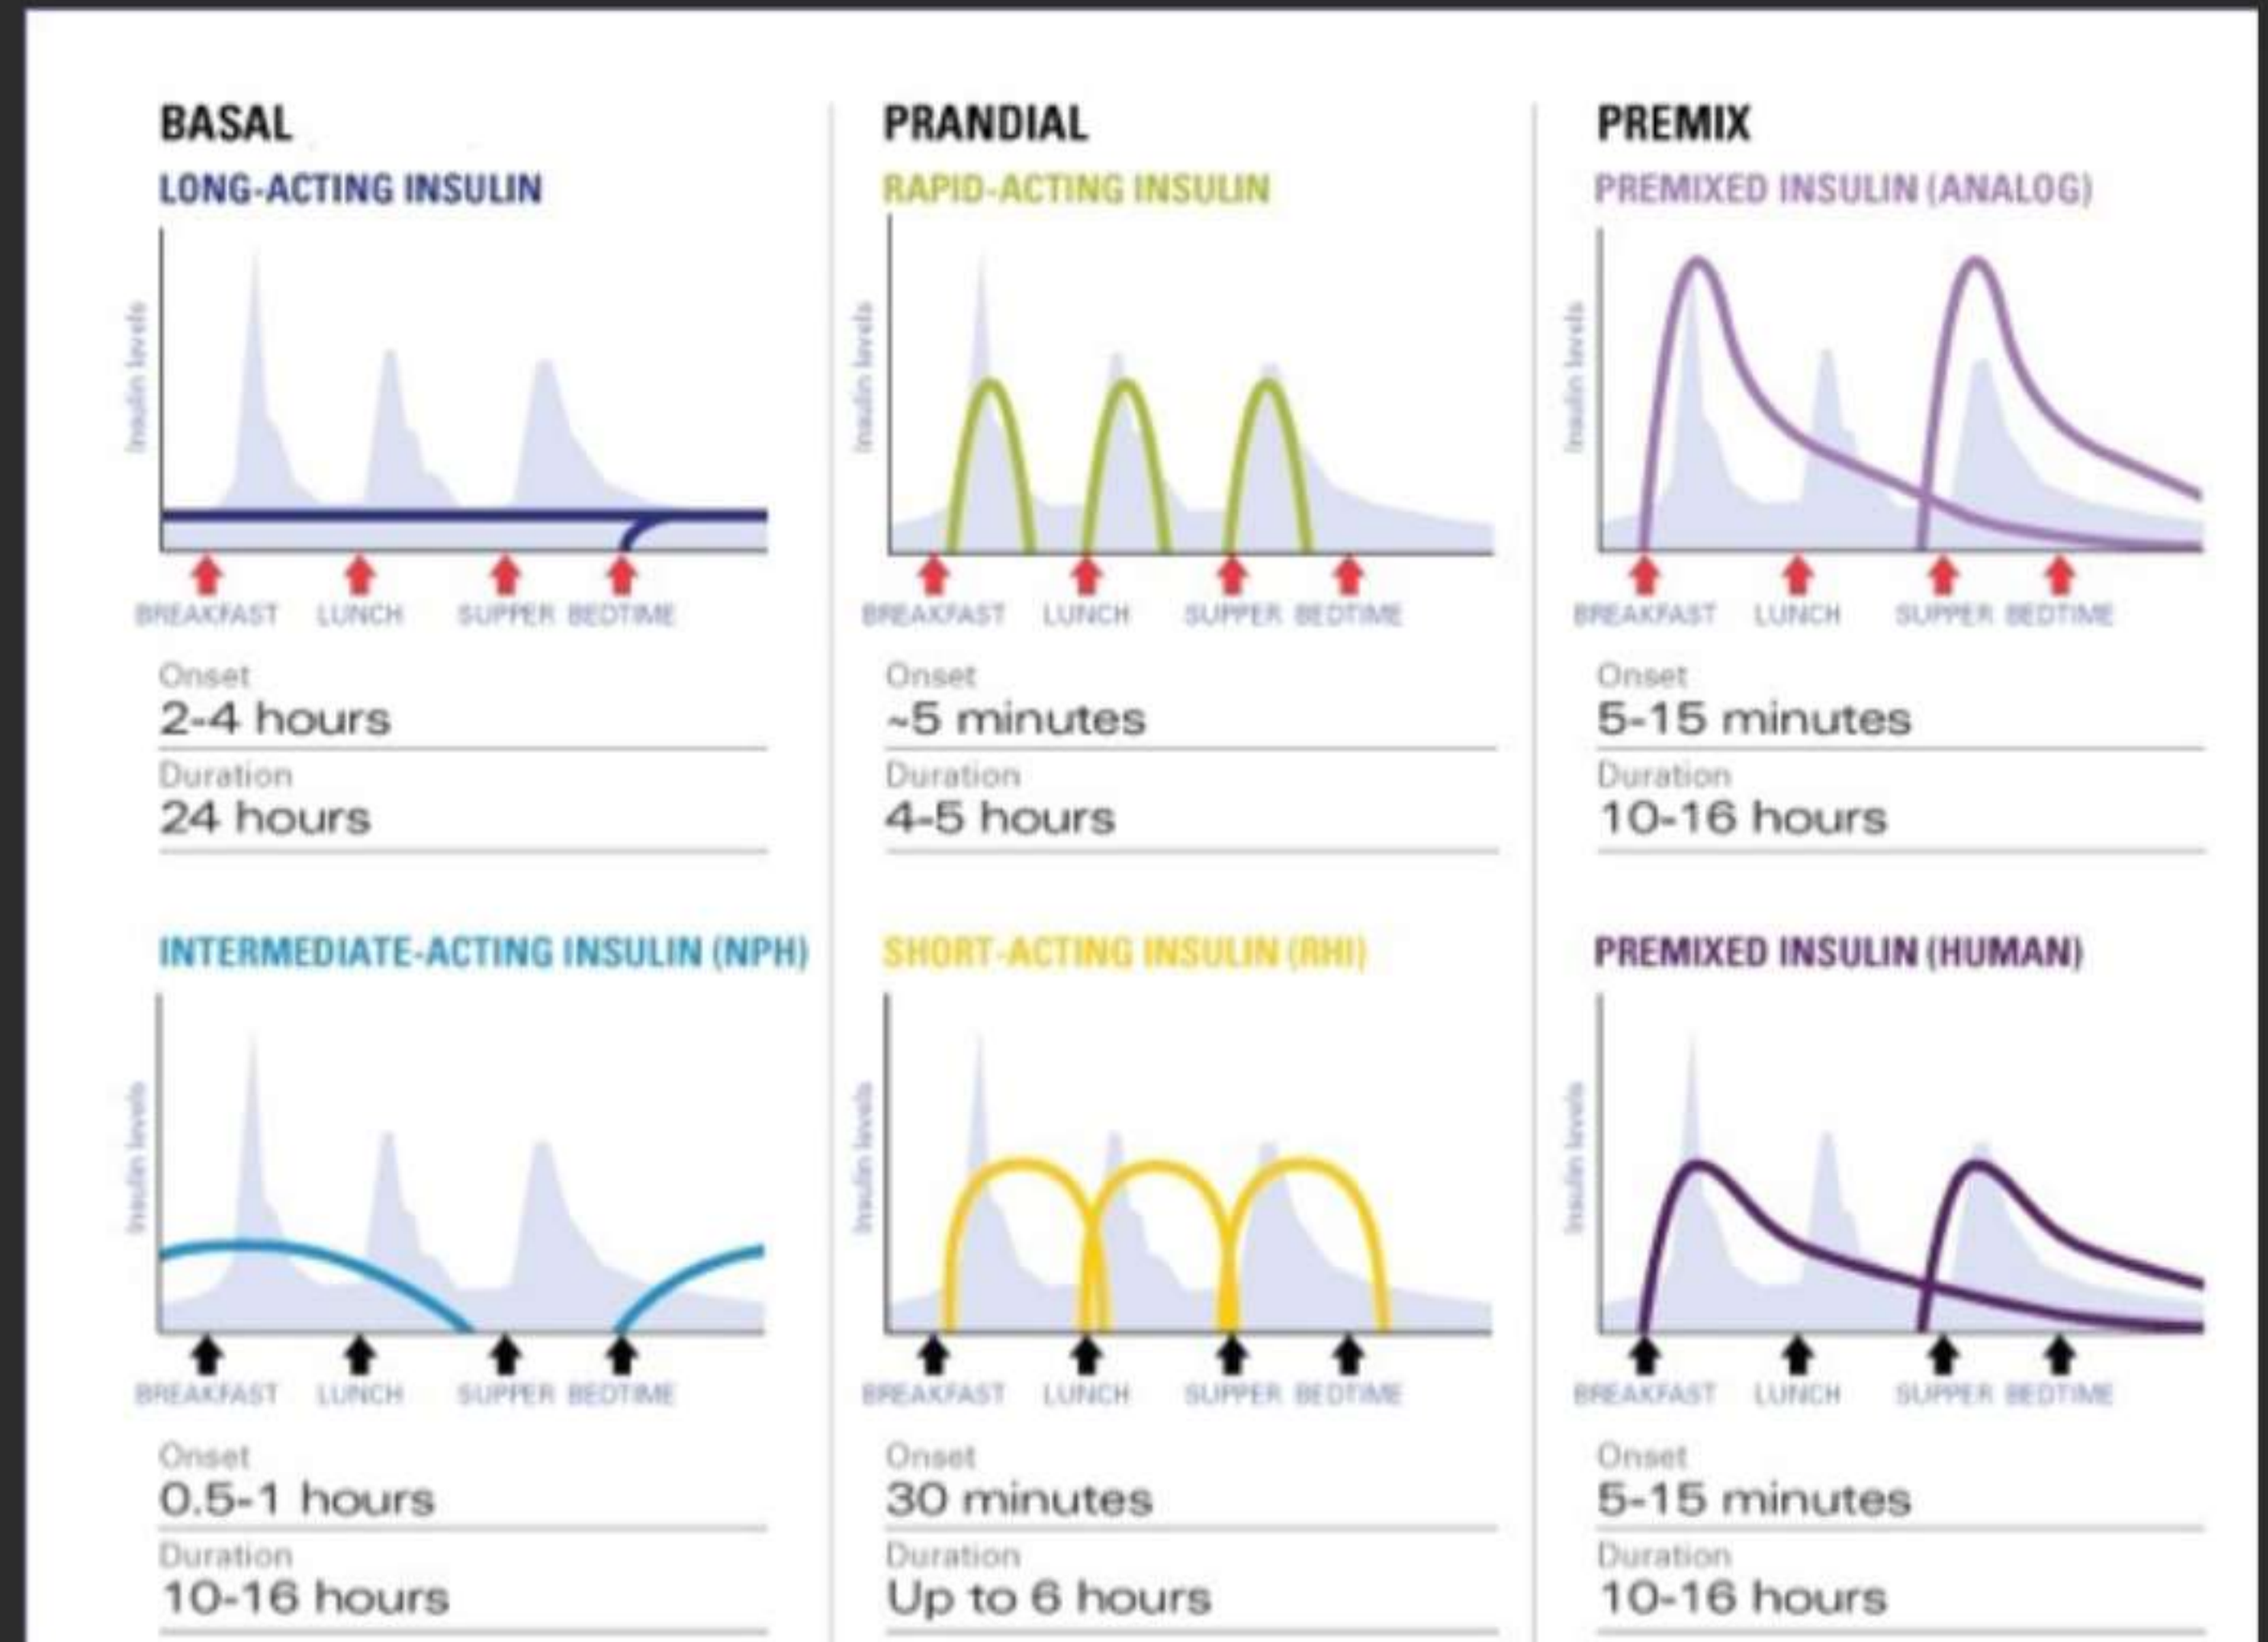 BASAL
LONG-ACTING INSULIN
Insulin levels
BREAKFAST LUNCH SUPPER BEDTIME
Onset
2-4 hours
Duration
24 hours
INTERMEDIATE-ACTING INSULIN (NPH)
Insulin levels
BREAKFAST LUNCH SUPPER BEDTIME
Onset
0.5-1 hours
Duration
10-16 hours
PRANDIAL
RAPID-ACTING INSULIN
Insulin levels
BREAKFAST LUNCH SUPPER BEDTIME
Onset
~5 minutes
Duration
4-5 hours
SHORT-ACTING INSULIN (RHI)
Insulin levels
BREAKFAST LUNCH SUPPER BEDTIME
Onset
30 minutes
Duration
Up to 6 hours
PREMIX
PREMIXED INSULIN (ANALOG)
Insulin levels
BREAKFAST LUNCH SUPPER BEDTIME
Onset
5-15 minutes
Duration
10-16 hours
PREMIXED INSULIN (HUMAN)
Insulin levels
BREAKFAST LUNCH SUPPER BEDTIME
Onset
5-15 minutes
Duration
10-16 hours